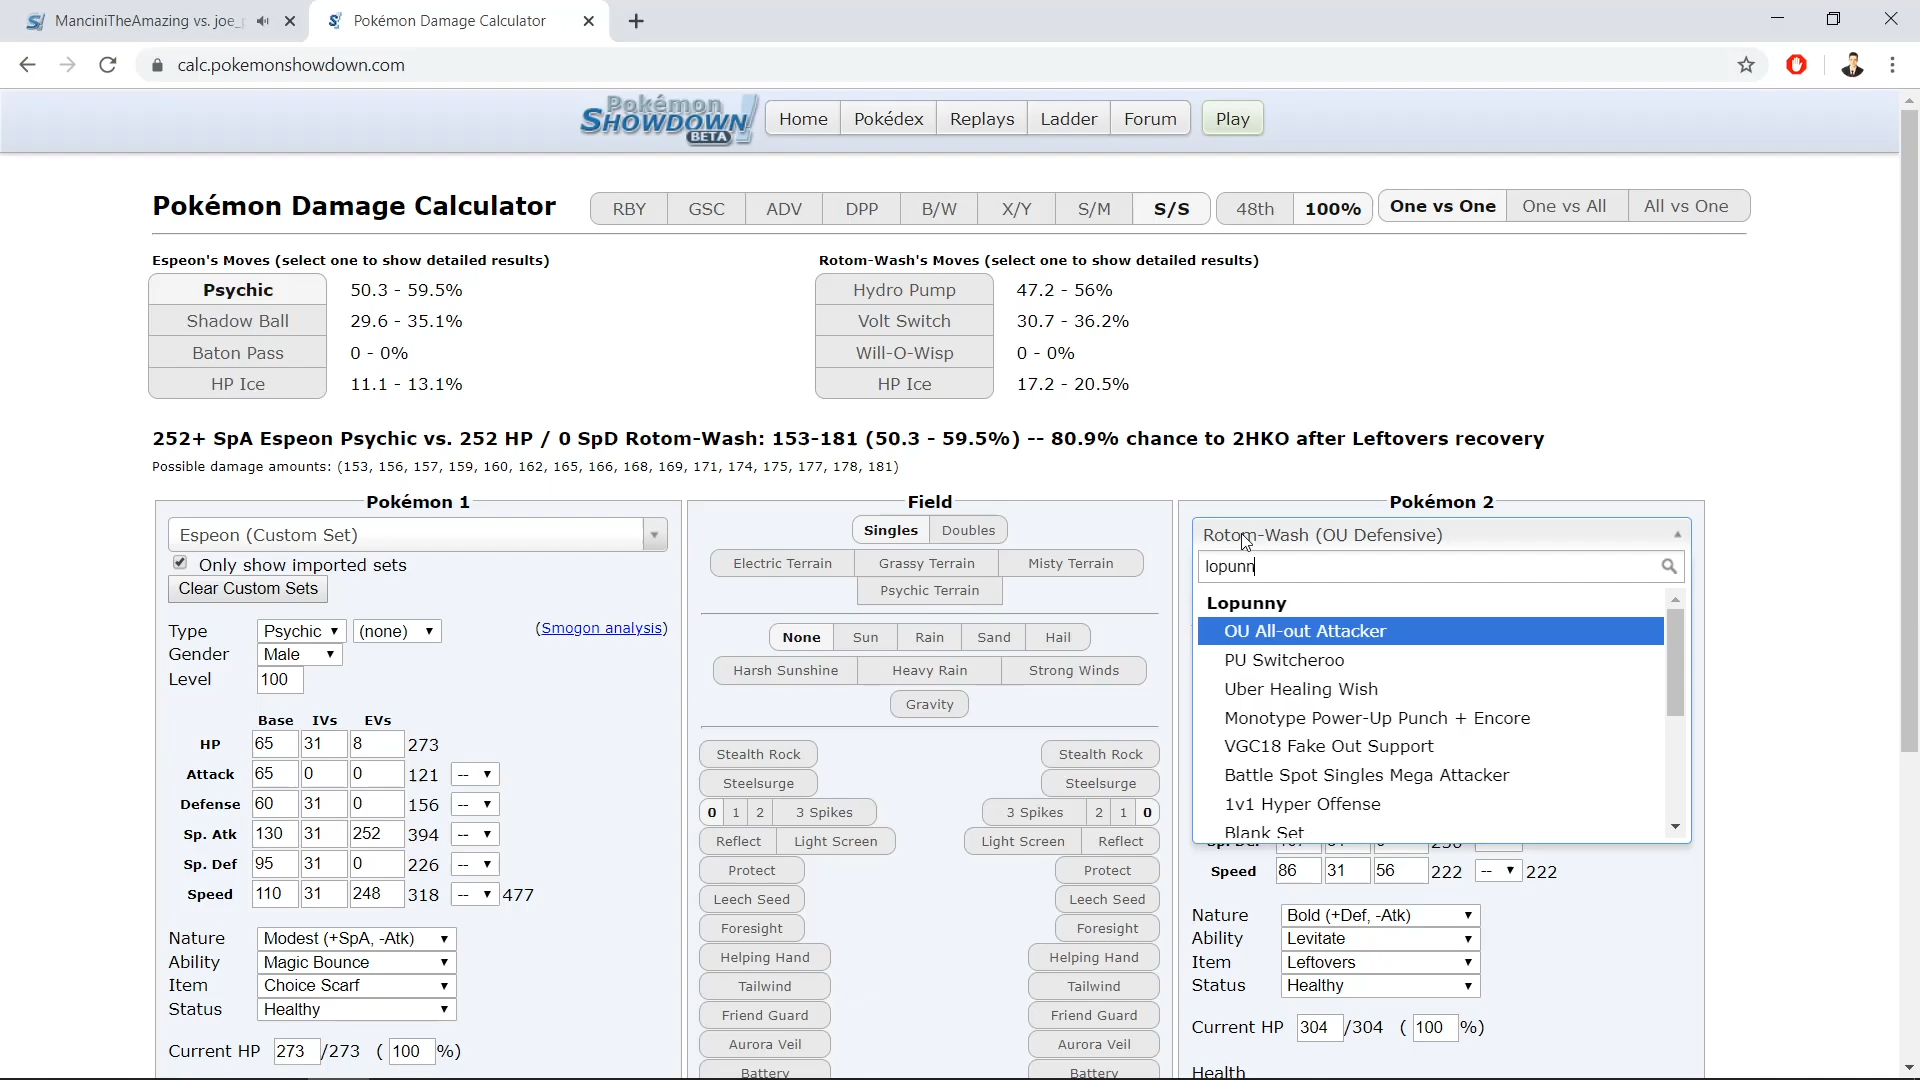 ManciniTheAmazing vs. joe_
Pokémon Damage Calculator
calc.pokemonshowdown.com
Pokémon SHOWDOWN! BETA
Home Pokédex Replays Ladder Forum Play
Pokémon Damage Calculator RBY GSC ADV DPP B/W X/Y S/M S/S 48th 100% One vs One One vs All All vs One
Espeon's Moves (select one to show detailed results)
Psychic 50.3 - 59.5%
Shadow Ball 29.6 - 35.1%
Baton Pass 0 - 0%
HP Ice 11.1 - 13.1%
Rotom-Wash's Moves (select one to show detailed results)
Hydro Pump 47.2 - 56%
Volt Switch 30.7 - 36.2%
Will-O-Wisp 0 - 0%
HP Ice 17.2 - 20.5%
252+ SpA Espeon Psychic vs. 252 HP / 0 SpD Rotom-Wash: 153-181 (50.3 - 59.5%) -- 80.9% chance to 2HKO after Leftovers recovery
Possible damage amounts: (153, 156, 157, 159, 160, 162, 165, 166, 168, 169, 171, 174, 175, 177, 178, 181)
Pokémon 1
Espeon (Custom Set)
Only show imported sets
Clear Custom Sets
Type Psychic (none) (Smogon analysis)
Gender Male
Level 100
Base IVs EVs
HP 65 31 8 273
Attack 65 0 0 121 --
Defense 60 31 0 156 --
Sp. Atk 130 31 252 394 --
Sp. Def 95 31 0 226 --
Speed 110 31 248 318 -- 477
Nature Modest (+SpA, -Atk)
Ability Magic Bounce
Item Choice Scarf
Status Healthy
Current HP 273 /273 ( 100 %)
Field
Singles Doubles
Electric Terrain Grassy Terrain Misty Terrain
Psychic Terrain
None Sun Rain Sand Hail
Harsh Sunshine Heavy Rain Strong Winds
Gravity
Stealth Rock Stealth Rock
Steelsurge Steelsurge
0 1 2 3 Spikes 3 Spikes 2 1 0
Reflect Light Screen Light Screen Reflect
Protect Protect
Leech Seed Leech Seed
Foresight Foresight
Helping Hand Helping Hand
Tailwind Tailwind
Friend Guard Friend Guard
Aurora Veil Aurora Veil
Battery Battery
Pokémon 2
Rotom-Wash (OU Defensive)
lopunn
Lopunny
OU All-out Attacker
PU Switcheroo
Uber Healing Wish
Monotype Power-Up Punch + Encore
VGC18 Fake Out Support
Battle Spot Singles Mega Attacker
1v1 Hyper Offense
Blank Set
Speed 86 31 56 222 -- 222
Nature Bold (+Def, -Atk)
Ability Levitate
Item Leftovers
Status Healthy
Current HP 304 /304 ( 100 %)
Health